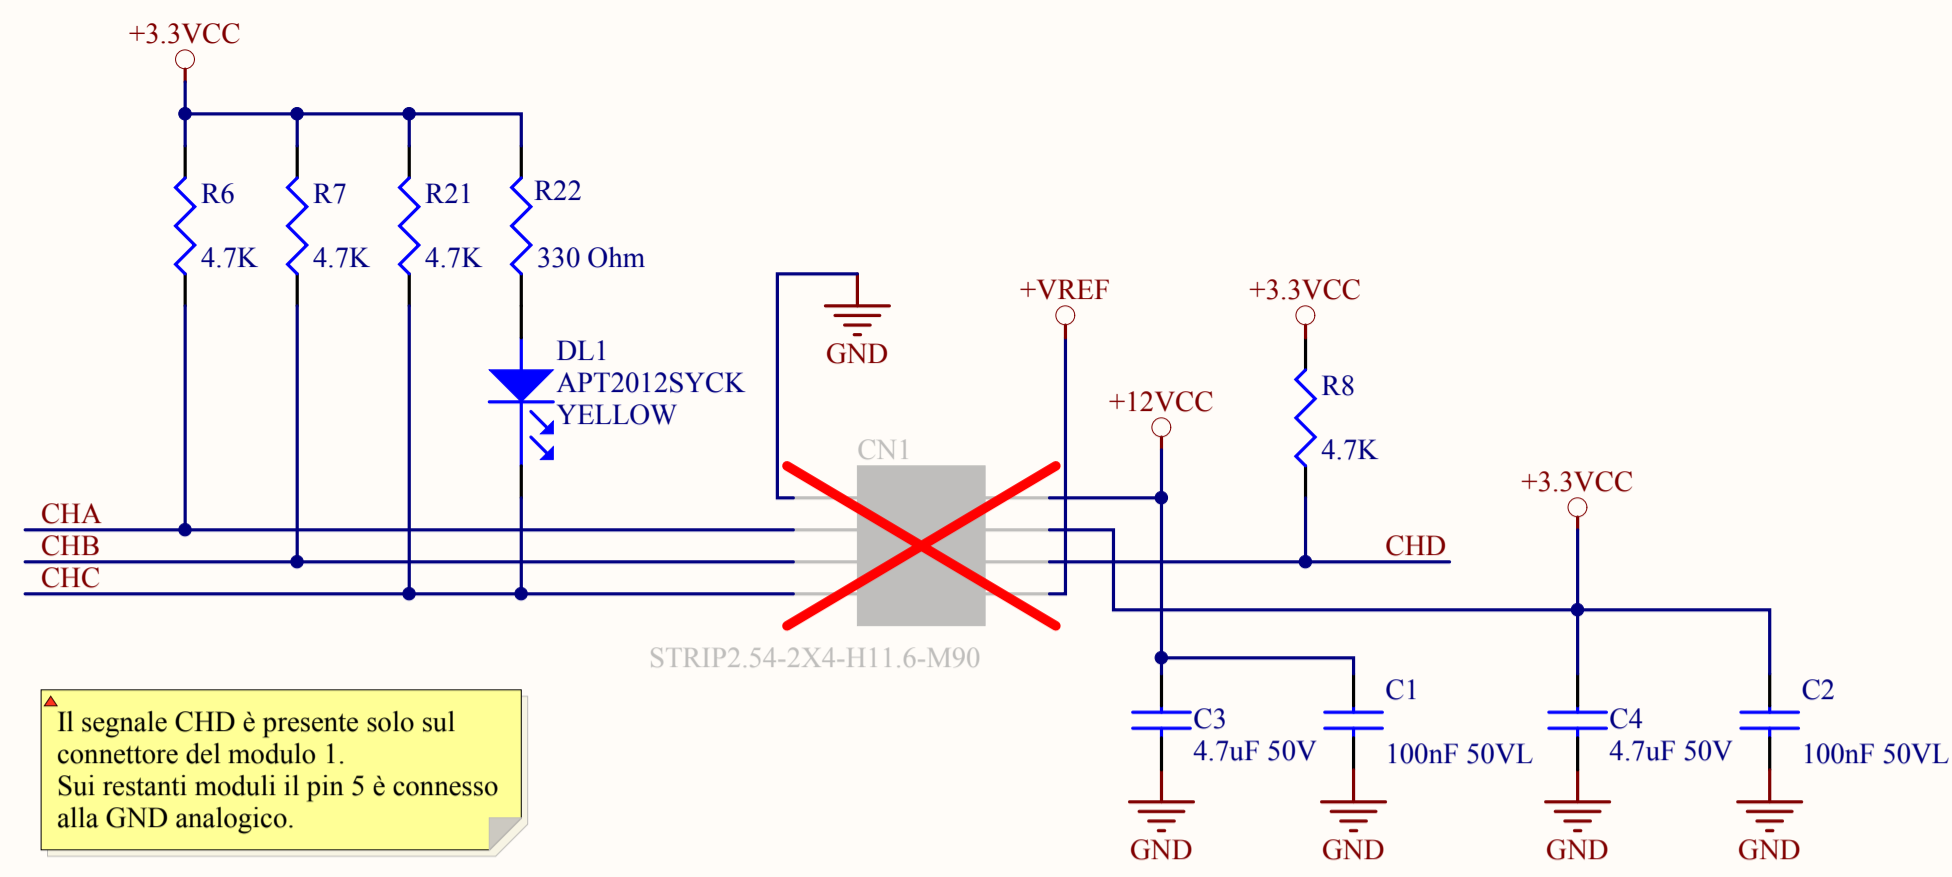 +3.3VCC
R6
4.7K
R7
4.7K
R21
4.7K
R22
330 Ohm
DL1
APT2012SYCK
YELLOW
GND
+VREF
+12VCC
+3.3VCC
R8
4.7K
+3.3VCC
CN1
CHA
CHB
CHC
CHD
STRIP2.54-2X4-H11.6-M90
C3
4.7uF 50V
C1
100nF 50VL
C4
4.7uF 50V
C2
100nF 50VL
GND
GND
GND
GND
Il segnale CHD è presente solo sul
connettore del modulo 1.
Sui restanti moduli il pin 5 è connesso
alla GND analogico.